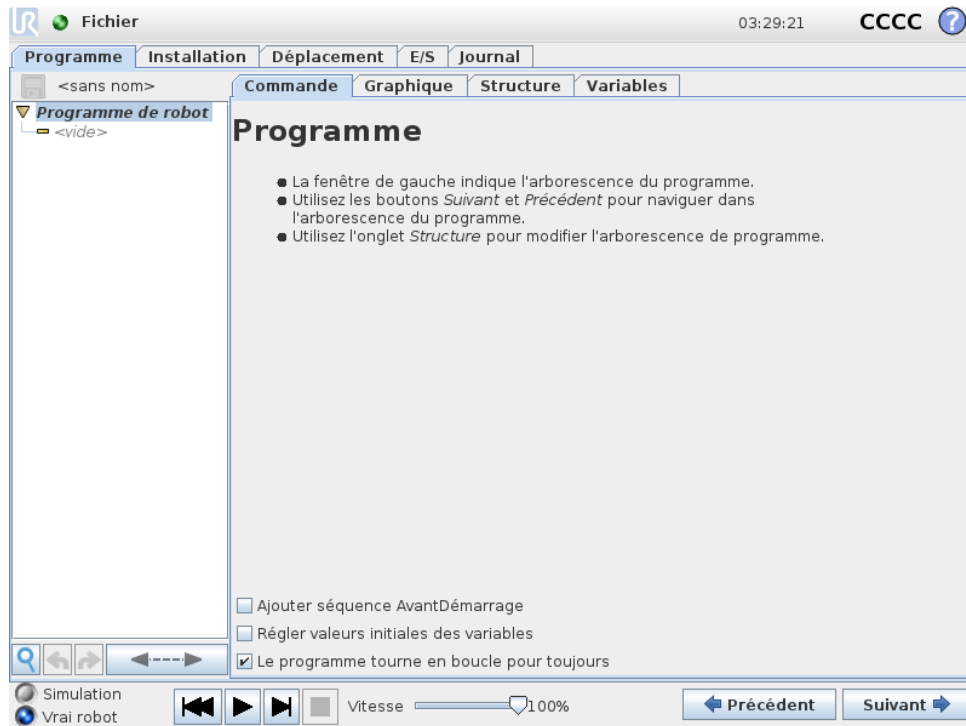 UR Fichier 03:29:21 CCCC ?
Programme Installation Déplacement E/S Journal
<sans nom> Commande Graphique Structure Variables
Programme de robot
<vide>
Programme
La fenêtre de gauche indique l'arborescence du programme.
Utilisez les boutons Suivant et Précédent pour naviguer dans
l'arborescence du programme.
Utilisez l'onglet Structure pour modifier l'arborescence de programme.
Ajouter séquence AvantDémarrage
Régler valeurs initiales des variables
Le programme tourne en boucle pour toujours
Simulation
Vrai robot
Vitesse 100%
Précédent Suivant